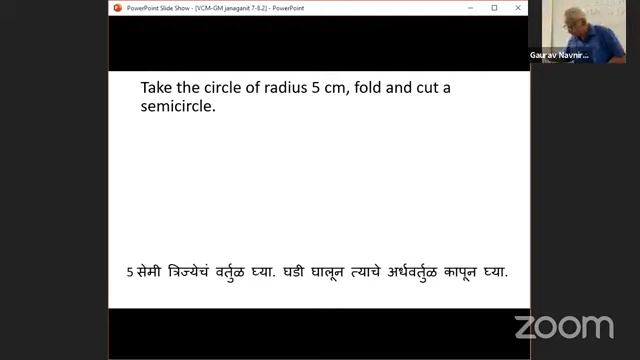 PowerPoint Slide Show - [VCM-GM janaganit 7-8.2] - PowerPoint
Gaurav Navnir...
Take the circle of radius 5 cm, fold and cut a
semicircle.
5 सेमी त्रिज्येचं वर्तुळ घ्या. घडी घालून त्याचे अर्धवर्तुळ कापून घ्या.
zoom